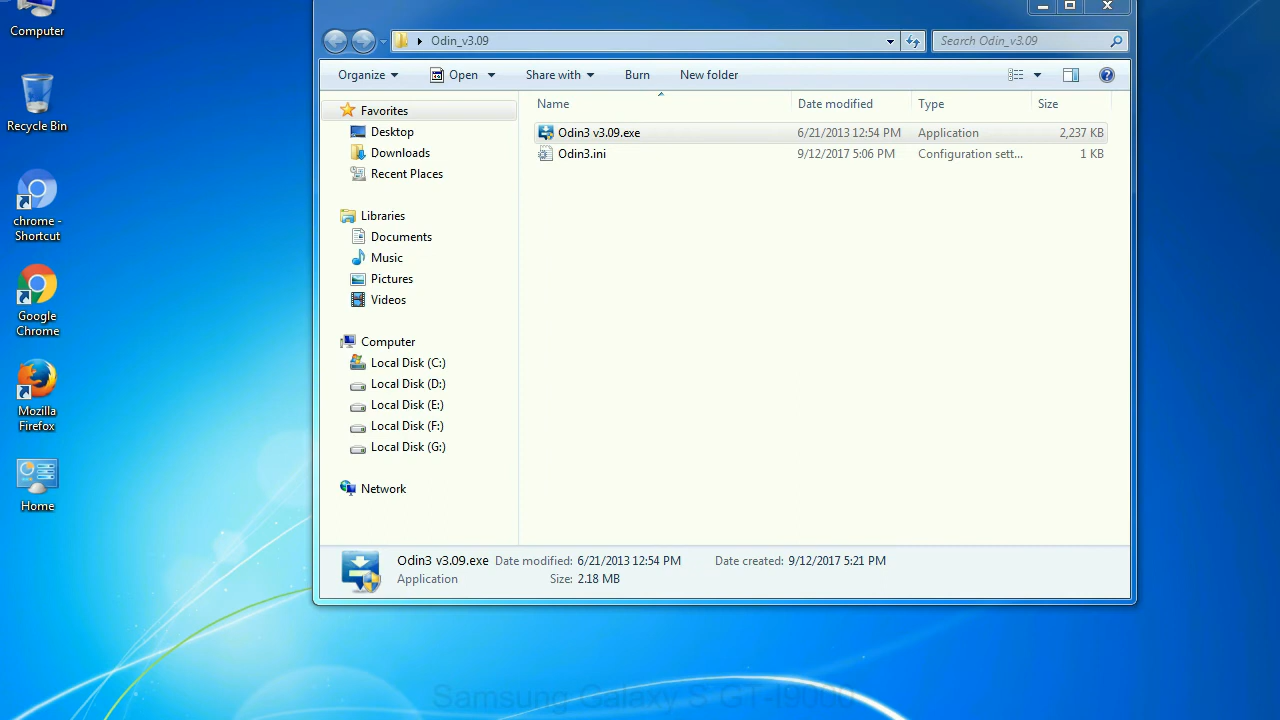 Computer
Recycle Bin
chrome -
Shortcut
Google
Chrome
Mozilla
Firefox
Home
Odin_v3.09
Search Odin_v3.09
Organize
Open
Share with
Burn
New folder
Favorites
Desktop
Downloads
Recent Places
Libraries
Documents
Music
Pictures
Videos
Computer
Local Disk (C:)
Local Disk (D:)
Local Disk (E:)
Local Disk (F:)
Local Disk (G:)
Network
Name Date modified Type Size
Odin3 v3.09.exe 6/21/2013 12:54 PM Application 2,237 KB
Odin3.ini 9/12/2017 5:06 PM Configuration sett... 1 KB
Odin3 v3.09.exe Date modified: 6/21/2013 12:54 PM Date created: 9/12/2017 5:21 PM
Application Size: 2.18 MB
Samsung Galaxy S